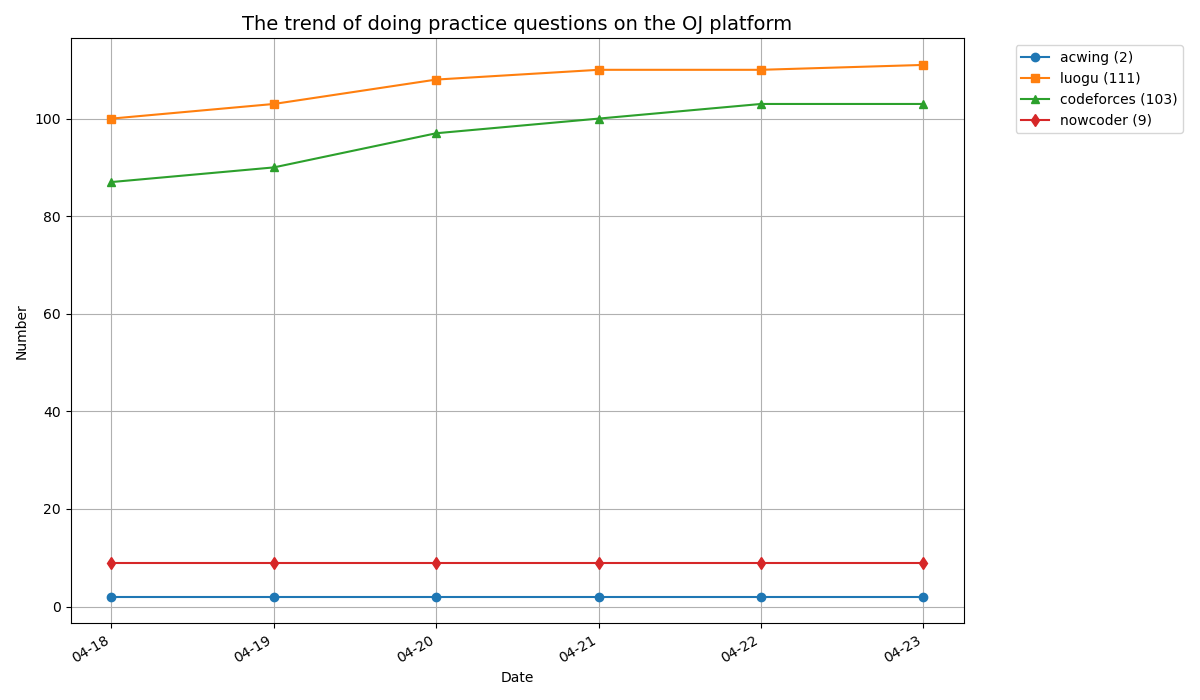 The trend of doing practice questions on the OJ platform
acwing (2)
luogu (111)
codeforces (103)
nowcoder (9)
Number
100
80
60
40
20
0
04-18
04-19
04-20
04-21
04-22
04-23
Date